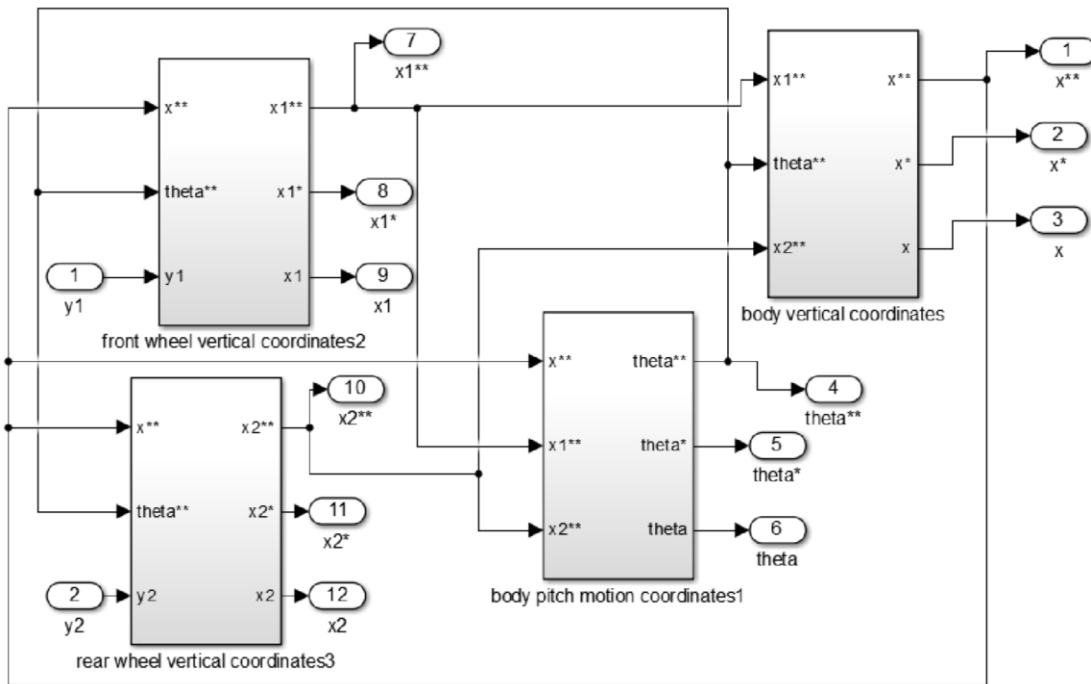 7
x1**
x**
x1**
theta**
x1*
8
x1*
1
y1
y1
x1
9
x1
front wheel vertical coordinates2
x1**
x**
1
x**
theta**
x*
2
x*
x2**
x
3
x
body vertical coordinates
x**
theta**
4
theta**
x1**
theta*
5
theta*
x2**
theta
6
theta
body pitch motion coordinates1
10
x2**
x**
x2**
theta**
x2*
11
x2*
2
y2
y2
x2
12
x2
rear wheel vertical coordinates3